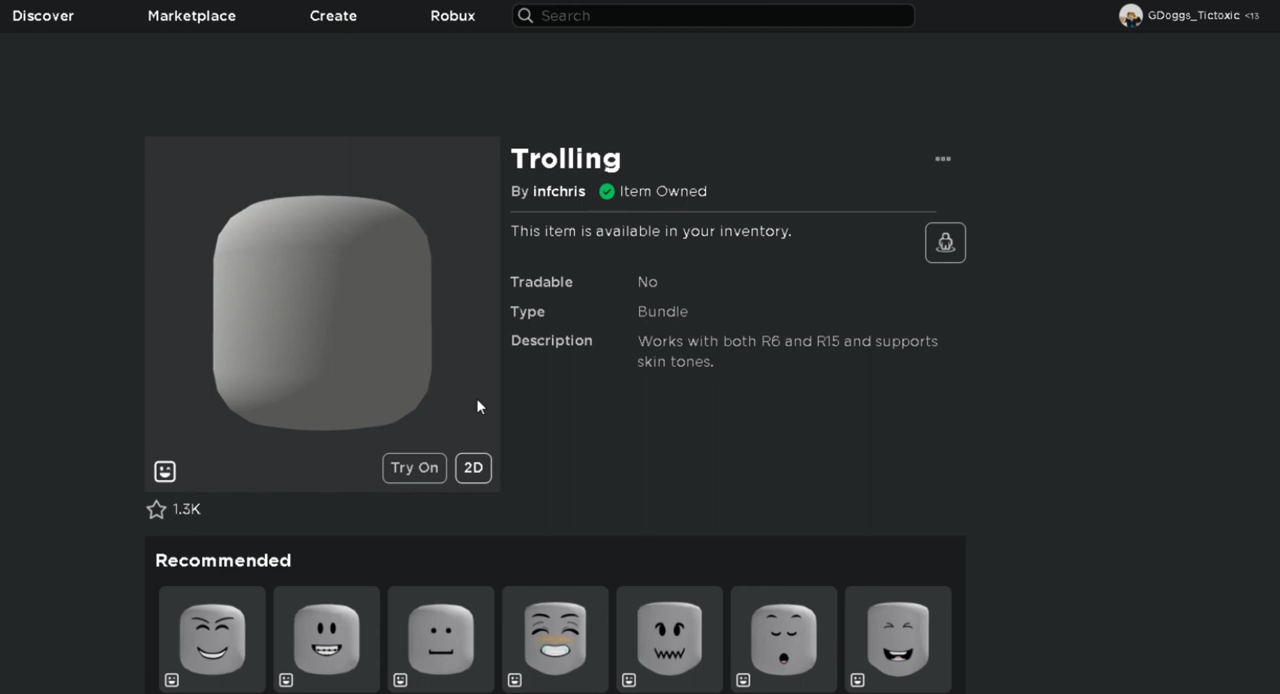 Discover Marketplace Create Robux Search GDoggs_Tictoxic <13
Trolling
By infchris Item Owned
This item is available in your inventory.
Tradable No
Type Bundle
Description Works with both R6 and R15 and supports
skin tones.
Try On 2D
1.3K
Recommended